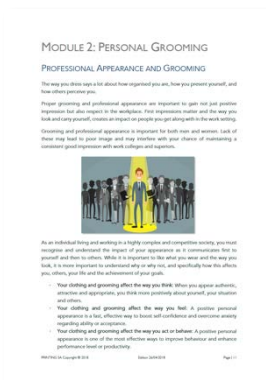 MODULE 2: PERSONAL GROOMING
PROFESSIONAL APPEARANCE AND GROOMING
The way you dress says a lot about how organised you are, how you present yourself, and
how others perceive you.
Proper grooming and professional appearance are important to gain not just positive
impression but also respect in the workplace. First impressions matter and the way you
look and carry yourself, creates an impact on people you get along with in the work setting.
Grooming and professional appearance is important for both men and women. Lack of
these may lead to poor image and may interfere with your chance of maintaining a
consistent good impression with work colleges and superiors.
As an individual living and working in a highly complex and competitive society, you must
recognise and understand the impact of your appearance as it communicates first to
yourself and then to others. While it is important to like what you wear and the way you
look, it is more important to understand why or why not, and specifically how this affects
you, others, your life and the achievement of your goals.
• Your clothing and grooming affect the way you think: When you appear authentic,
attractive and appropriate, you think more positively about yourself, your situation
and others.
• Your clothing and grooming affect the way you feel: A positive personal
appearance is a fast, effective way to boost self-confidence and overcome anxiety
regarding ability or acceptance.
• Your clothing and grooming affect the way you act or behave: A positive personal
appearance is one of the most effective ways to improve behaviour and enhance
performance level or productivity.
Copyright © 2018
Page |